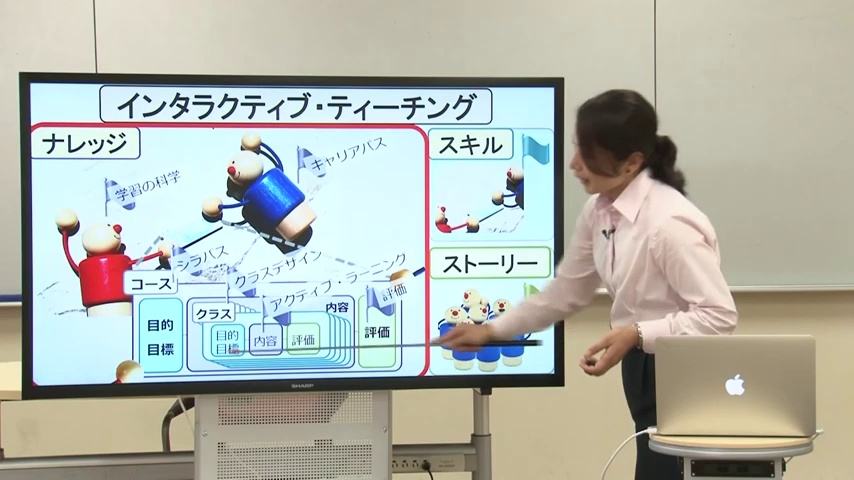 インタラクティブ・ティーチング
ナレッジ
スキル
キャリアパス
学習の科学
シラバス
クラスデザイン
アクティブ・ラーニング
評価
ストーリー
コース
目的
目標
クラス
内容
評価
目的
目標
内容
評価
SHARP